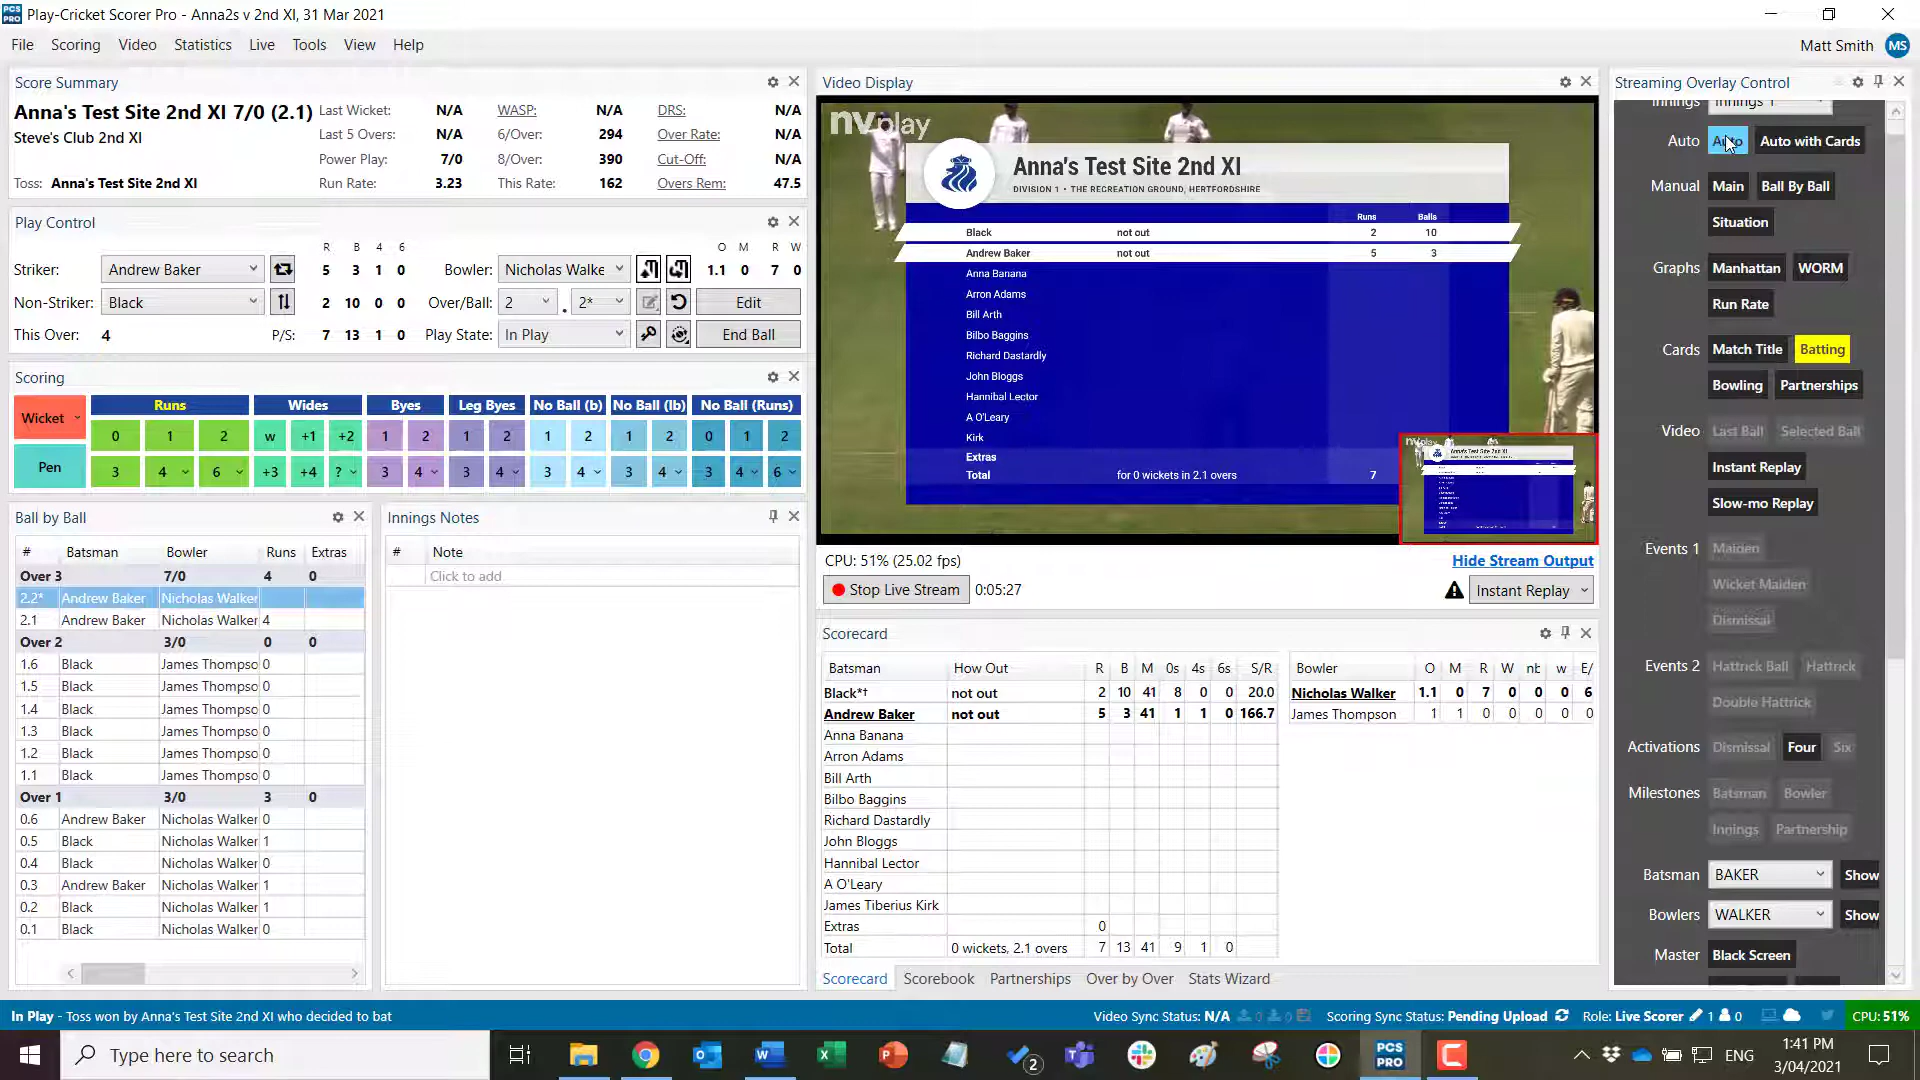 PCS PRO Play-Cricket Scorer Pro - Anna2s v 2nd XI, 31 Mar 2021
File Scoring Video Statistics Live Tools View Help Matt Smith MS
Score Summary
Anna's Test Site 2nd XI 7/0 (2.1)
Steve's Club 2nd XI
Toss: Anna's Test Site 2nd XI
Last Wicket: N/A WASP: N/A DRS: N/A
Last 5 Overs: N/A 6/Over: 294 Over Rate: N/A
Power Play: 7/0 8/Over: 390 Cut-Off: N/A
Run Rate: 3.23 This Rate: 162 Overs Rem: 47.5
Play Control
R B 4 6 O M R W
Striker: Andrew Baker 5 3 1 0 Bowler: Nicholas Walke 1.1 0 7 0
Non-Striker: Black 2 10 0 0 Over/Ball: 2 . 2* Edit
This Over: 4 P/S: 7 13 1 0 Play State: In Play End Ball
Scoring
Wicket Runs Wides Byes Leg Byes No Ball (b) No Ball (lb) No Ball (Runs)
0 1 2 w +1 +2 1 2 1 2 1 2 1 2 0 1 2
Pen 3 4 6 +3 +4 ? 3 4 3 4 3 4 3 4 3 4 6
Ball by Ball
# Batsman Bowler Runs Extras
Over 3 7/0 4 0
2.2* Andrew Baker Nicholas Walker
2.1 Andrew Baker Nicholas Walker 4
Over 2 3/0 0 0
1.6 Black James Thompso 0
1.5 Black James Thompso 0
1.4 Black James Thompso 0
1.3 Black James Thompso 0
1.2 Black James Thompso 0
1.1 Black James Thompso 0
Over 1 3/0 3 0
0.6 Andrew Baker Nicholas Walker 0
0.5 Black Nicholas Walker 1
0.4 Black Nicholas Walker 0
0.3 Andrew Baker Nicholas Walker 1
0.2 Black Nicholas Walker 1
0.1 Black Nicholas Walker 0
Innings Notes
# Note
Click to add
Video Display
nvplay
Anna's Test Site 2nd XI
DIVISION 1 • THE RECREATION GROUND, HERTFORDSHIRE
Runs Balls
Black not out 2 10
Andrew Baker not out 5 3
Anna Banana
Arron Adams
Bill Arth
Bilbo Baggins
Richard Dastardly
John Bloggs
Hannibal Lector
A O'Leary
Kirk
Extras
Total for 0 wickets in 2.1 overs 7
nvplay
Anna's Test Site 2nd XI
CPU: 51% (25.02 fps) Hide Stream Output
Stop Live Stream 0:05:27 Instant Replay
Scorecard
Batsman How Out R B M 0s 4s 6s S/R
Black*† not out 2 10 41 8 0 0 20.0
Andrew Baker not out 5 3 41 1 1 0 166.7
Anna Banana
Arron Adams
Bill Arth
Bilbo Baggins
Richard Dastardly
John Bloggs
Hannibal Lector
A O'Leary
James Tiberius Kirk
Extras 0
Total 0 wickets, 2.1 overs 7 13 41 9 1 0
Bowler O M R W nb w E/
Nicholas Walker 1.1 0 7 0 0 0 6
James Thompson 1 1 0 0 0 0 0
Scorecard Scorebook Partnerships Over by Over Stats Wizard
Streaming Overlay Control
Innings Innings 1
Auto Auto Auto with Cards
Manual Main Ball By Ball
Situation
Graphs Manhattan WORM
Run Rate
Cards Match Title Batting
Bowling Partnerships
Video Last Ball Selected Ball
Instant Replay
Slow-mo Replay
Events 1 Maiden
Wicket Maiden
Dismissal
Events 2 Hattrick Ball Hattrick
Double Hattrick
Activations Dismissal Four Six
Milestones Batsman Bowler
Innings Partnership
Batsman BAKER Show
Bowlers WALKER Show
Master Black Screen
In Play - Toss won by Anna's Test Site 2nd XI who decided to bat Video Sync Status: N/A 0 0 Scoring Sync Status: Pending Upload Role: Live Scorer 1 0 CPU: 51%
Type here to search 2 PCS PRO ENG 1:41 PM
3/04/2021